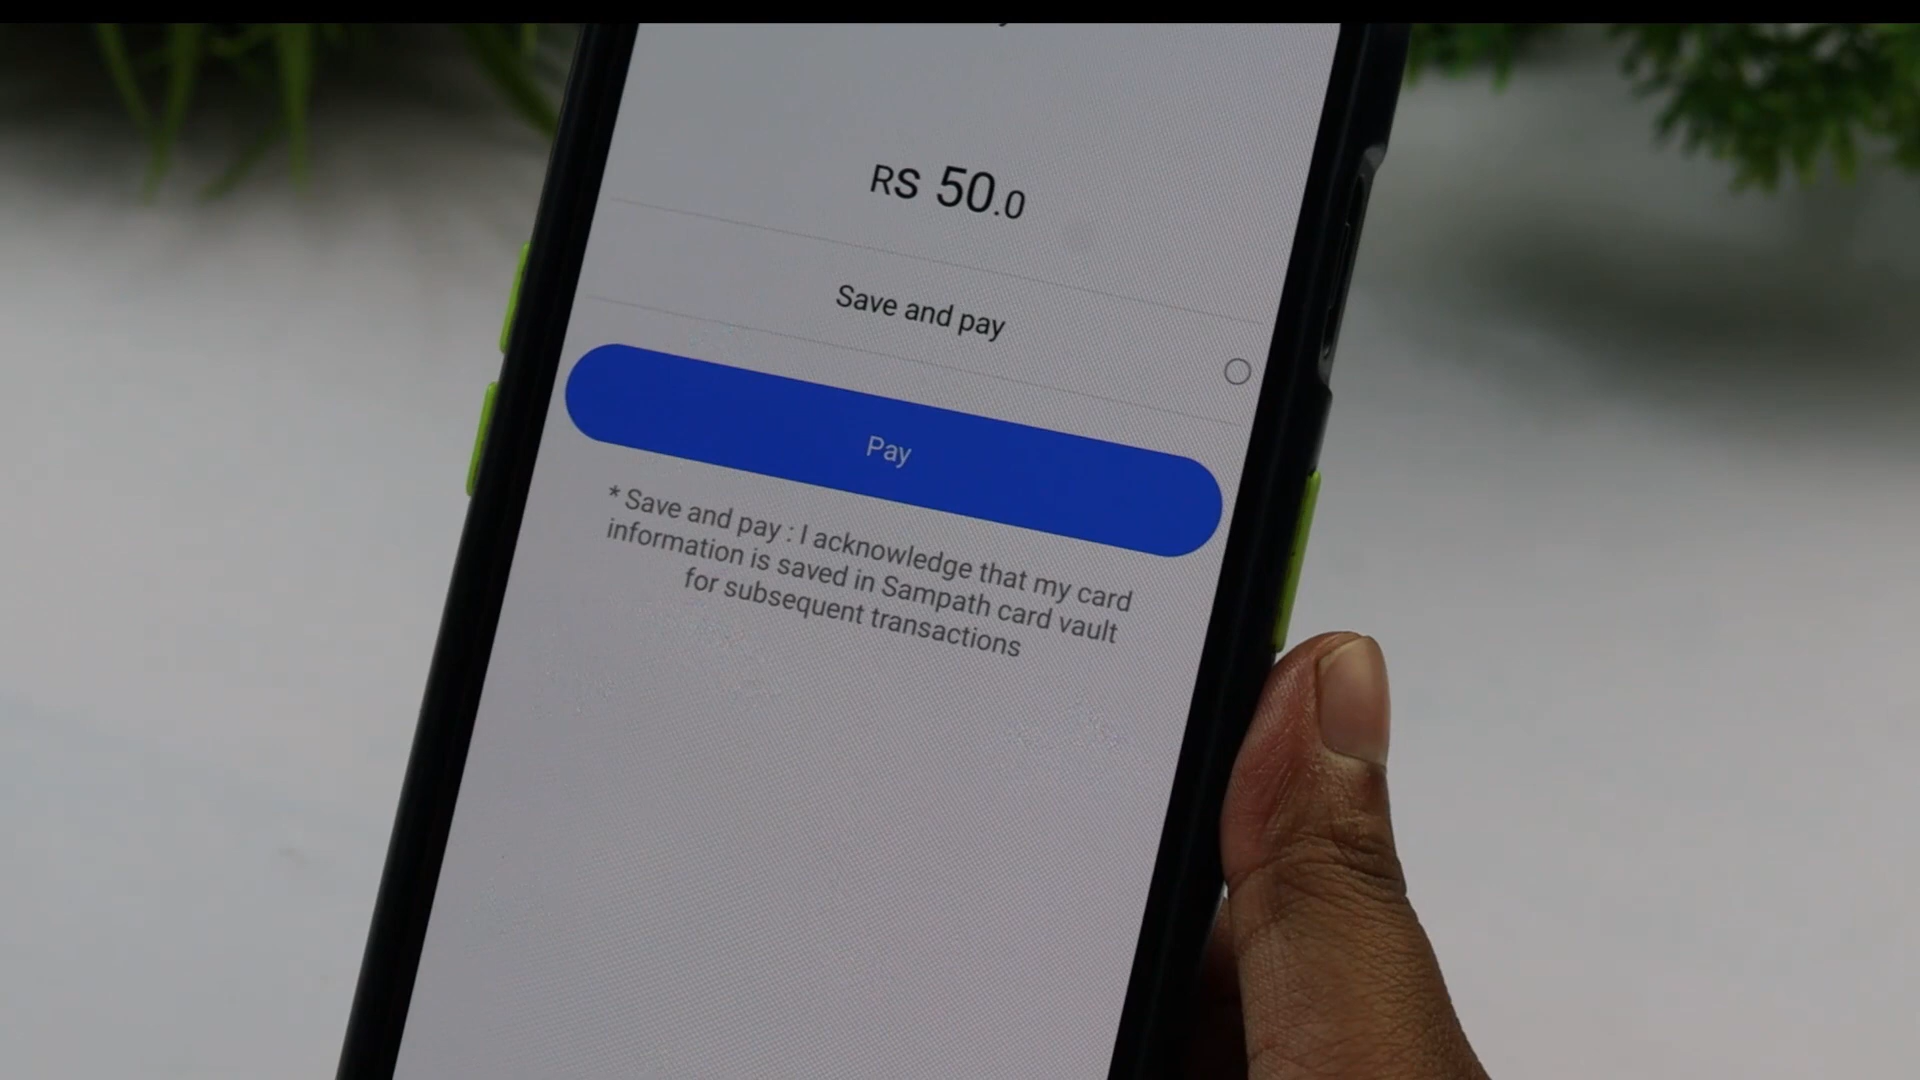 RS 50.0
Save and pay
Pay
* Save and pay : I acknowledge that my card
information is saved in Sampath card vault
for subsequent transactions